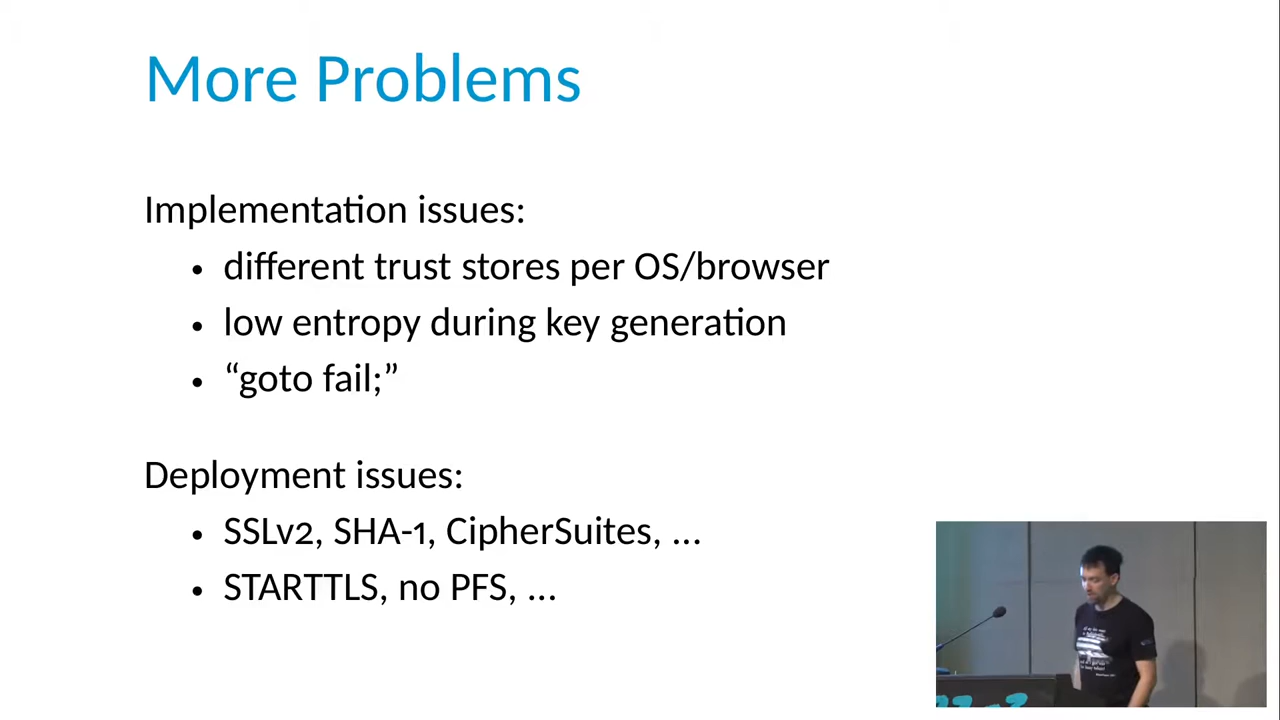 More Problems
Implementation issues:
• different trust stores per OS/browser
• low entropy during key generation
• “goto fail;”
Deployment issues:
• SSLv2, SHA-1, CipherSuites, ...
• STARTTLS, no PFS, ...